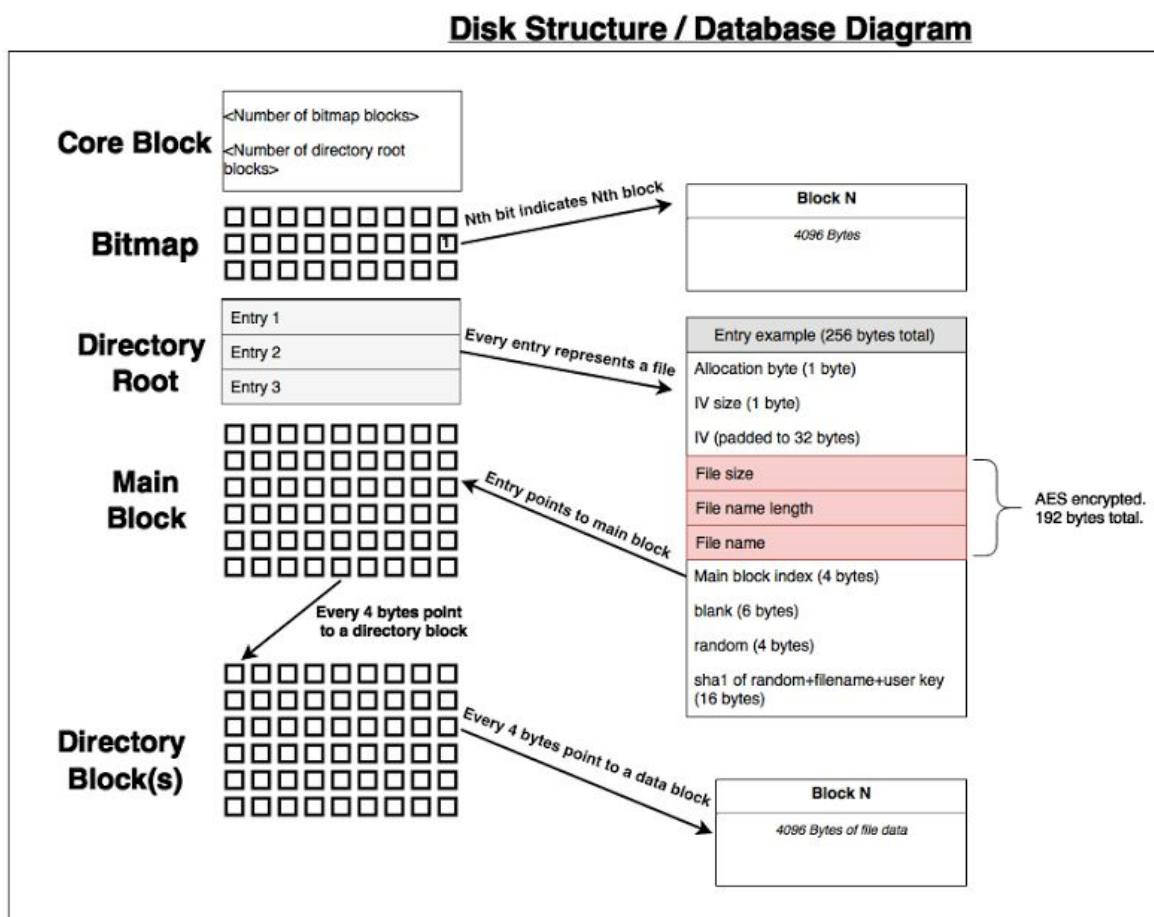 Disk Structure / Database Diagram
Core Block
<Number of bitmap blocks>
<Number of directory root
blocks>
Bitmap
1
Nth bit indicates Nth block
Block N
4096 Bytes
Directory
Root
Entry 1
Entry 2
Entry 3
Every entry represents a file
Entry example (256 bytes total)
Allocation byte (1 byte)
IV size (1 byte)
IV (padded to 32 bytes)
File size
File name length
File name
AES encrypted.
192 bytes total.
Main block index (4 bytes)
blank (6 bytes)
random (4 bytes)
sha1 of random+filename+user key
(16 bytes)
Main
Block
Entry points to main block
Every 4 bytes point
to a directory block
Directory
Block(s)
Every 4 bytes point to a data block
Block N
4096 Bytes of file data